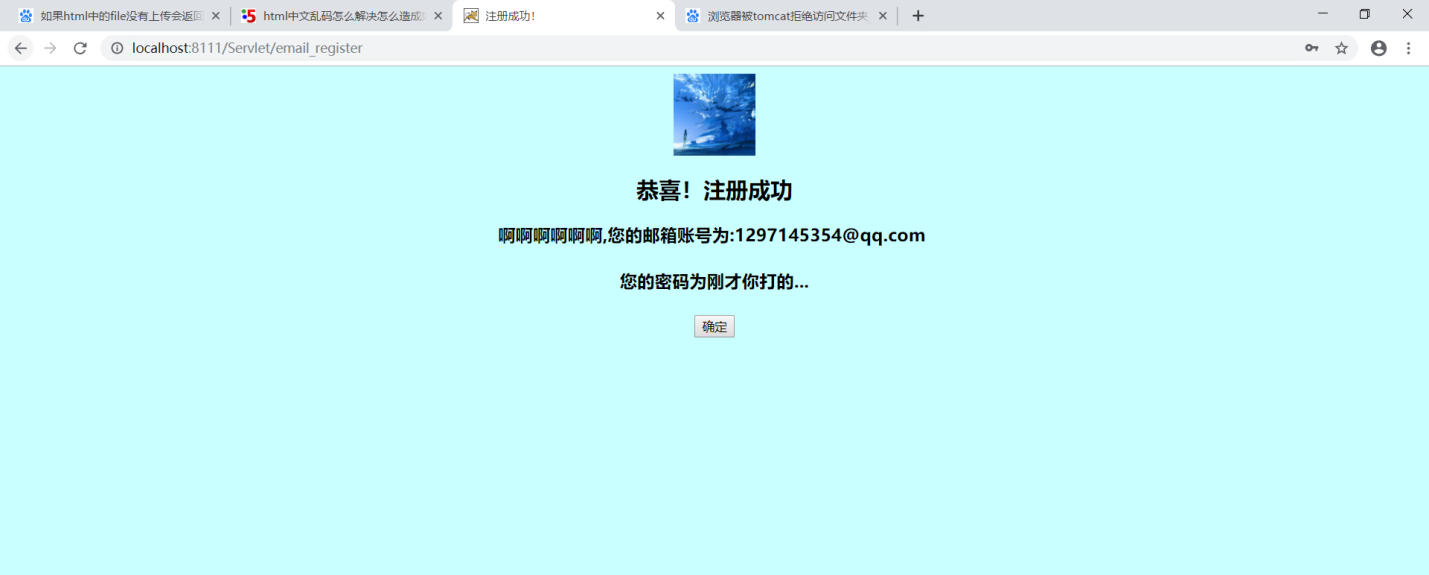 如果html中的file没有上传会返回
html中文乱码怎么解决怎么造成
注册成功！
浏览器被tomcat拒绝访问文件夹
localhost:8111/Servlet/email_register
恭喜！注册成功
啊啊啊啊啊啊,您的邮箱账号为:1297145354@qq.com
您的密码为刚才你打的...
确定